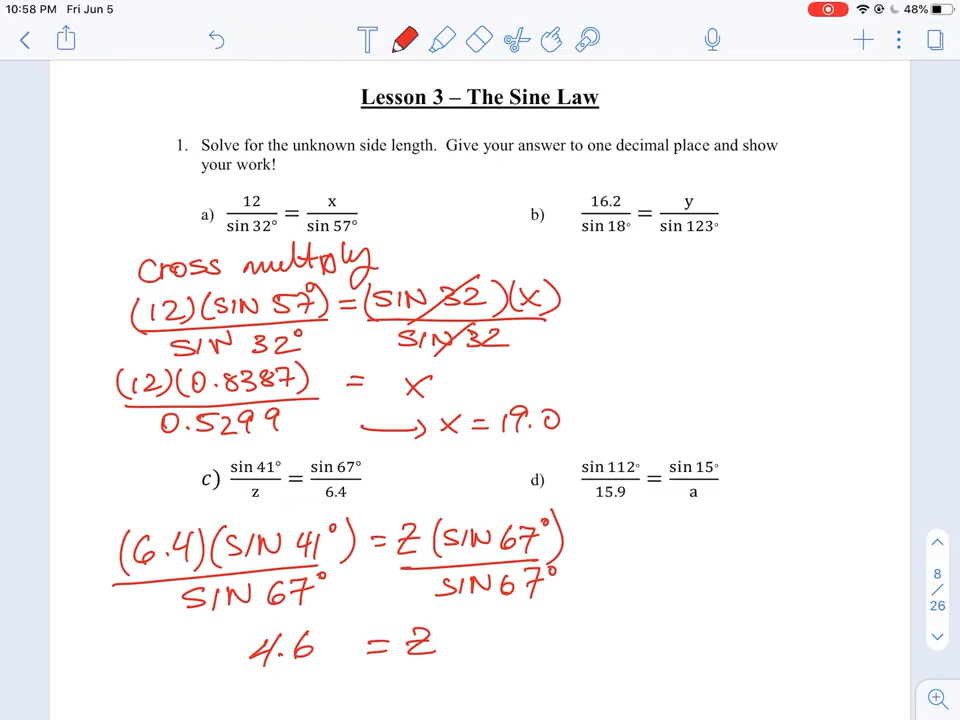 10:58 PM Fri Jun 5 48%
Lesson 3 – The Sine Law
1. Solve for the unknown side length. Give your answer to one decimal place and show
your work!
a) 12 / sin 32° = x / sin 57°
b) 16.2 / sin 18° = y / sin 123°
Cross multiply
(12)(SIN 57°) / SIN 32° = (SIN 32)(x) / SIN 32
(12)(0.8387) / 0.5299 = x
→ x = 19.0
c) sin 41° / z = sin 67° / 6.4
d) sin 112° / 15.9 = sin 15° / a
(6.4)(SIN 41°) / SIN 67° = Z (SIN 67°) / SIN 67°
4.6 = Z
8 / 26